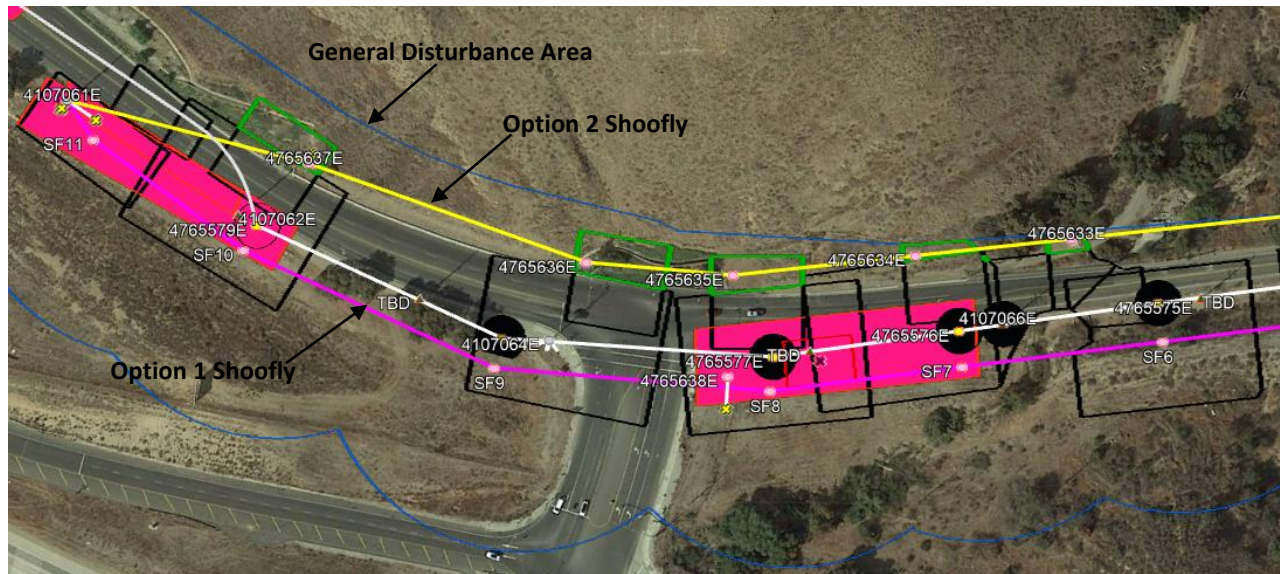 General Disturbance Area
4107061E
Option 2 Shoofly
SF11
4765637E
4107062E
4765579E
SF10
4765633E
4765634E
4765636E
4765635E
TBD
4765575E
TBD
4107066E
4765576E
4107064E
TBD
4765577E
SF6
Option 1 Shoofly
4765638E
SF7
SF9
SF8